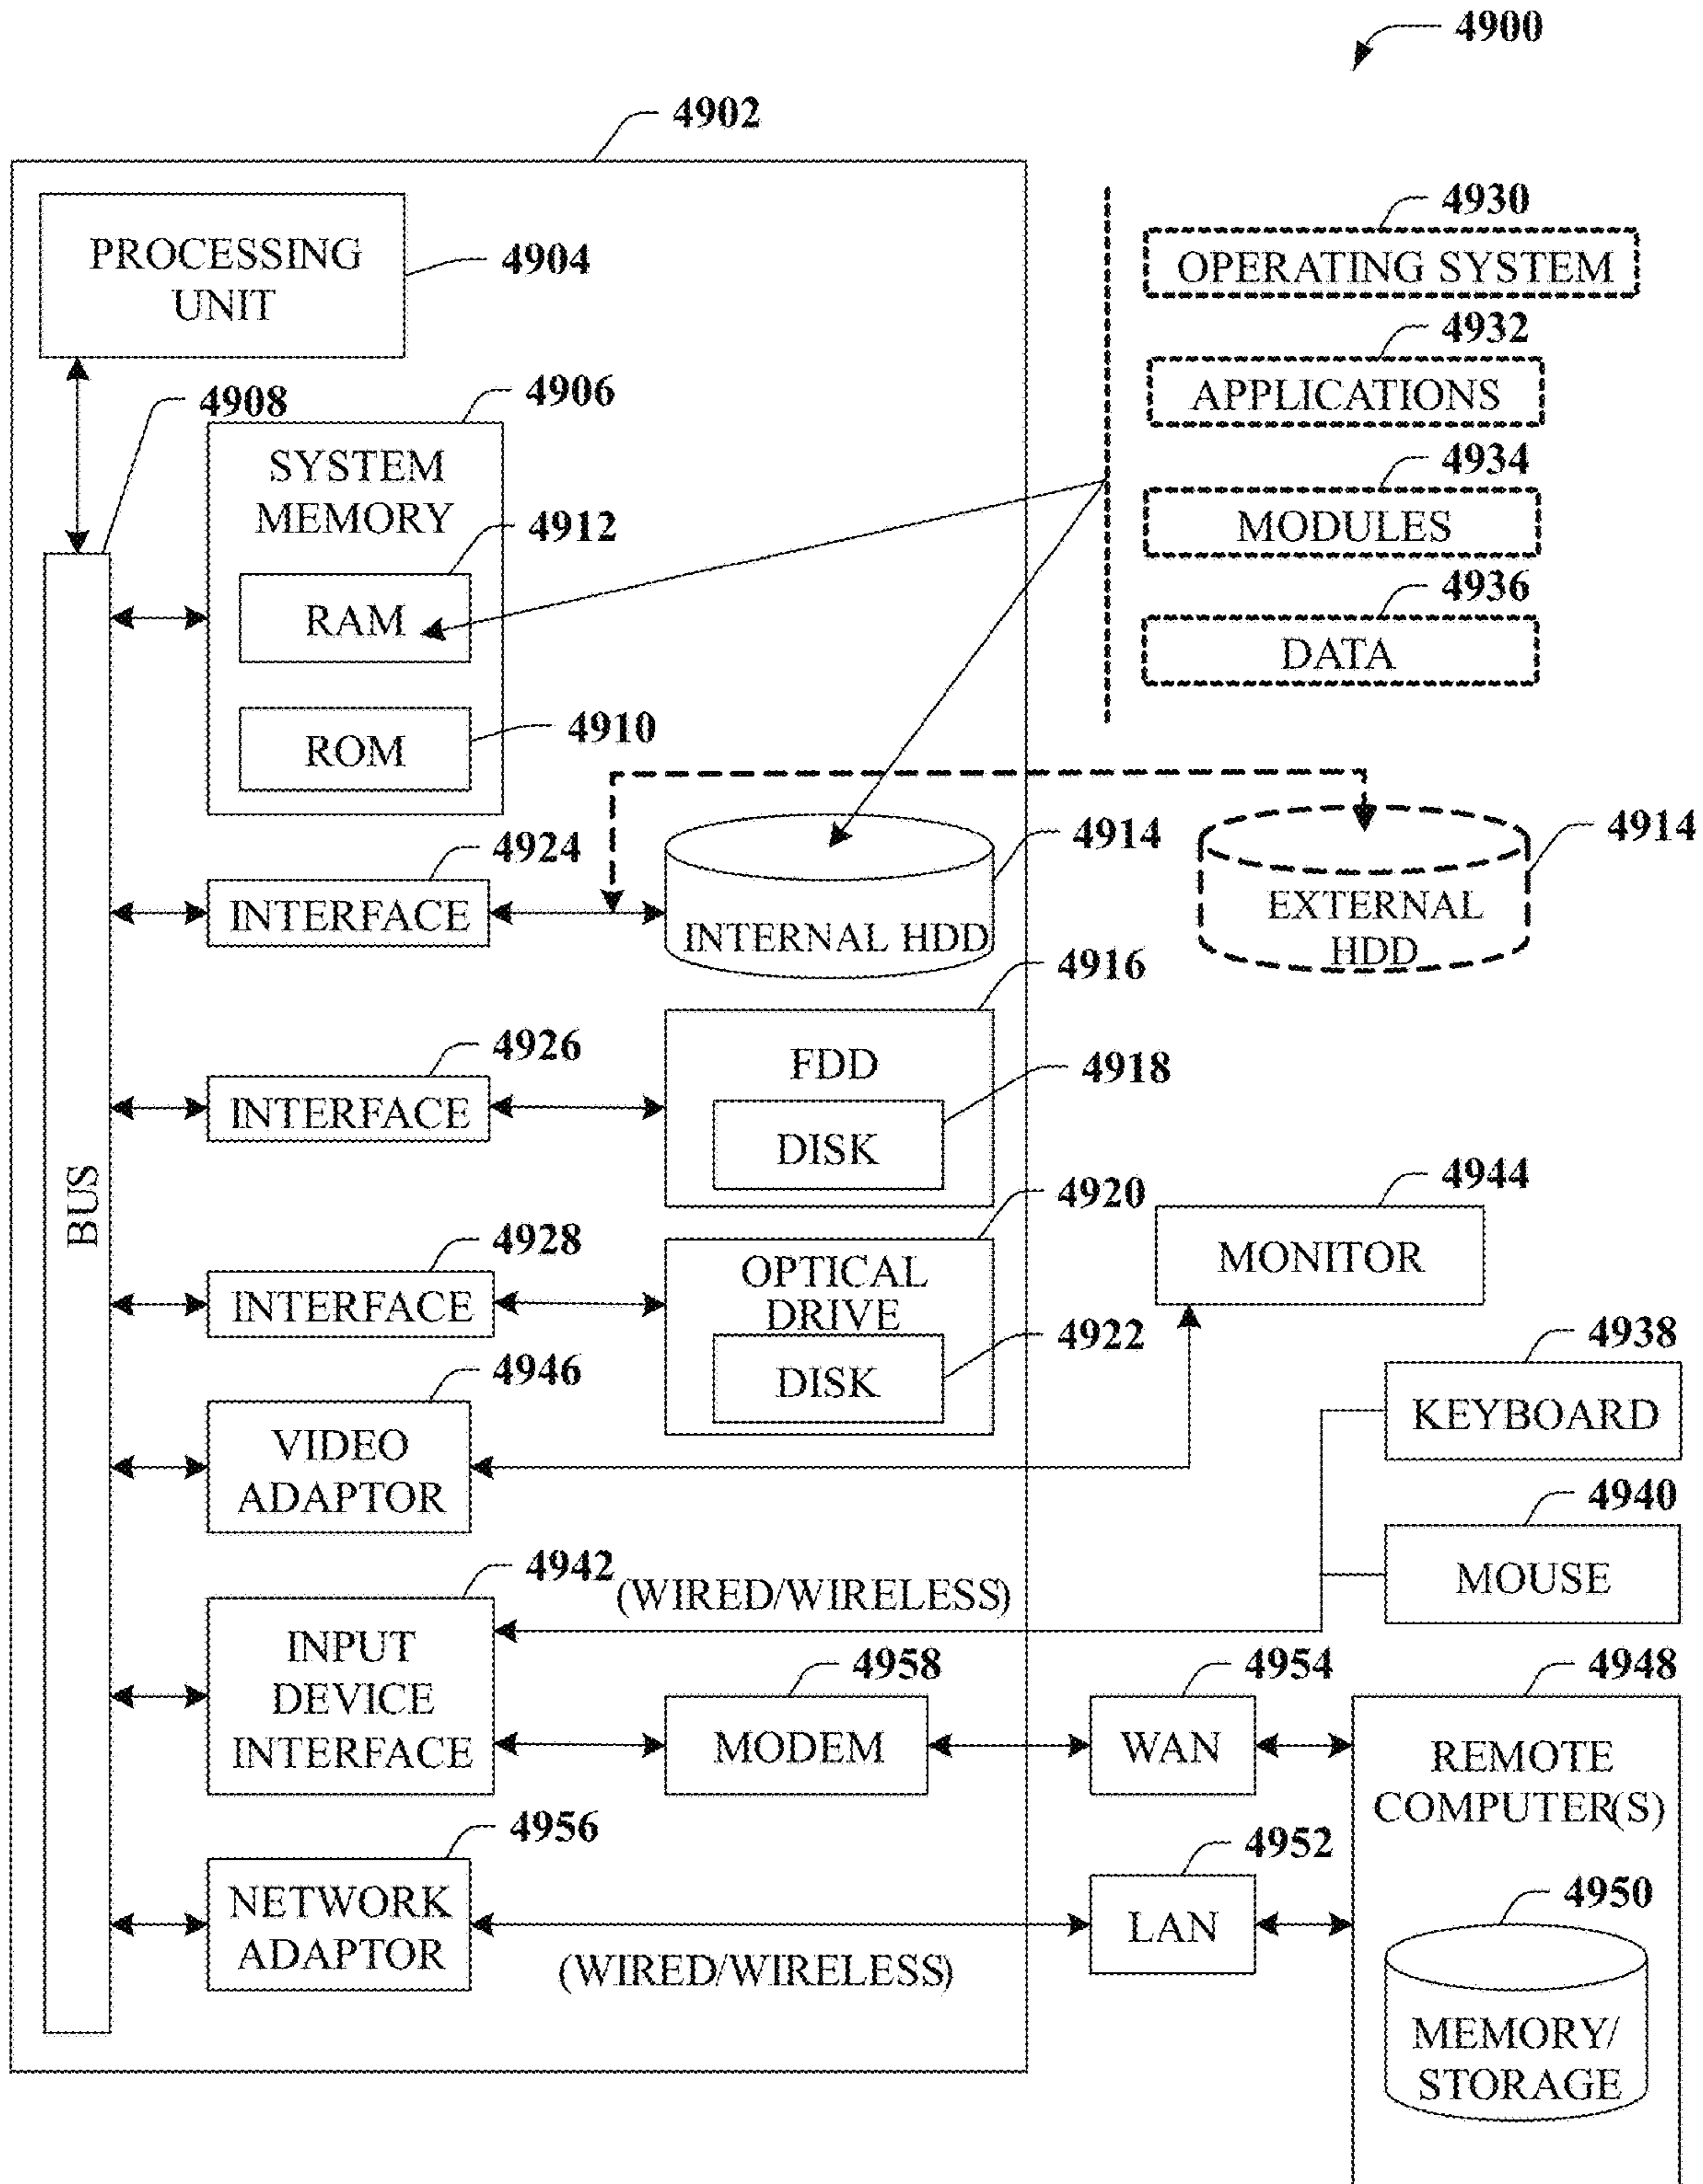 4900
4902
PROCESSING
UNIT
4904
4930
OPERATING SYSTEM
4932
APPLICATIONS
4934
MODULES
4936
DATA
4908
4906
SYSTEM
MEMORY
4912
RAM
4910
ROM
4924
INTERFACE
4914
INTERNAL HDD
4914
EXTERNAL
HDD
4926
INTERFACE
4916
FDD
4918
DISK
BUS
4928
INTERFACE
4920
OPTICAL
DRIVE
4922
DISK
4944
MONITOR
4946
VIDEO
ADAPTOR
4938
KEYBOARD
4940
MOUSE
4942
(WIRED/WIRELESS)
INPUT
DEVICE
INTERFACE
4958
MODEM
4954
WAN
4948
REMOTE
COMPUTER(S)
4956
NETWORK
ADAPTOR
(WIRED/WIRELESS)
4952
LAN
4950
MEMORY/
STORAGE